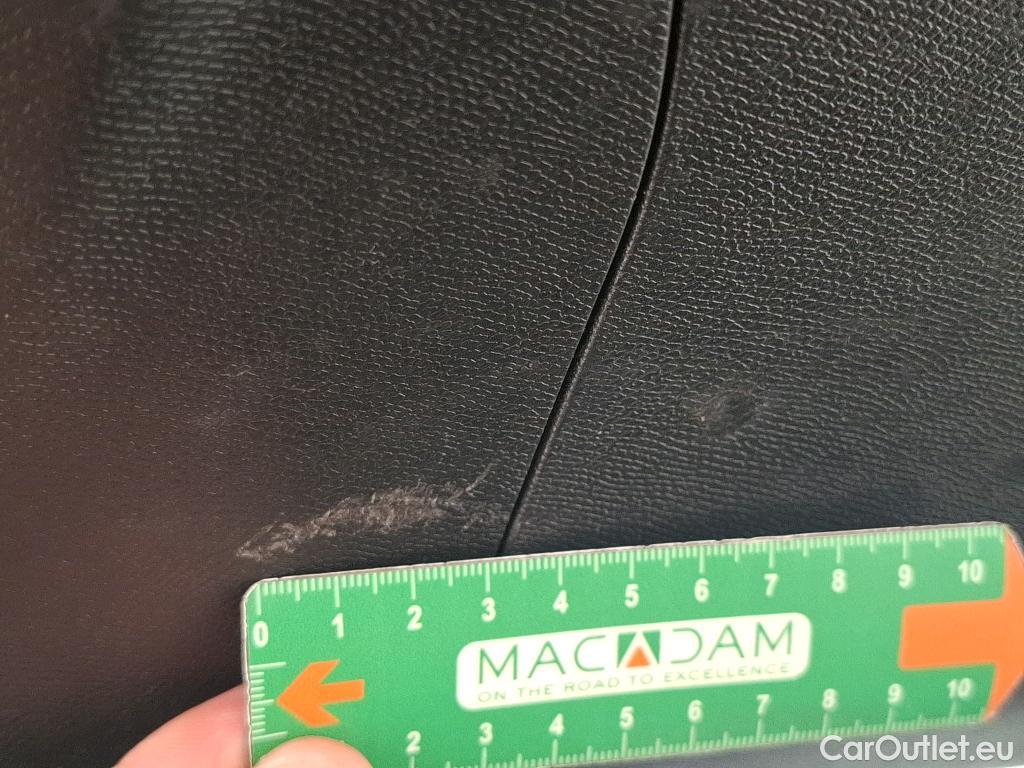 0 1 2 3 4 5 6 7 8 9 10
MACADAM
ON THE ROAD TO EXCELLENCE
2 3 4 5 6 7 8 9 10
CarOutlet.eu